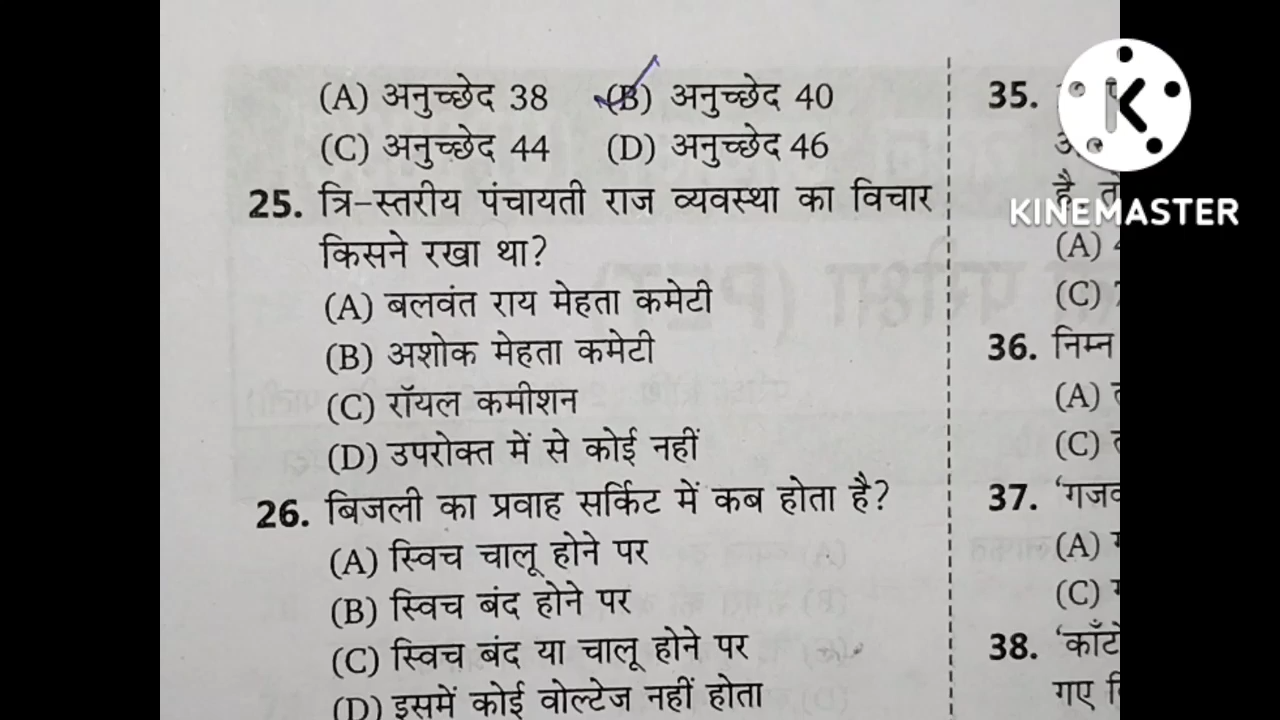 (A) अनुच्छेद 38 (B) अनुच्छेद 40
(C) अनुच्छेद 44 (D) अनुच्छेद 46
25. त्रि-स्तरीय पंचायती राज व्यवस्था का विचार
किसने रखा था?
(A) बलवंत राय मेहता कमेटी
(B) अशोक मेहता कमेटी
(C) रॉयल कमीशन
(D) उपरोक्त में से कोई नहीं
26. बिजली का प्रवाह सर्किट में कब होता है?
(A) स्विच चालू होने पर
(B) स्विच बंद होने पर
(C) स्विच बंद या चालू होने पर
(D) इसमें कोई वोल्टेज नहीं होता
35.
है
(A)
(C)
36. निम्न
(A)
(C)
37.
(A)
(C)
38.
गए
KINEMASTER